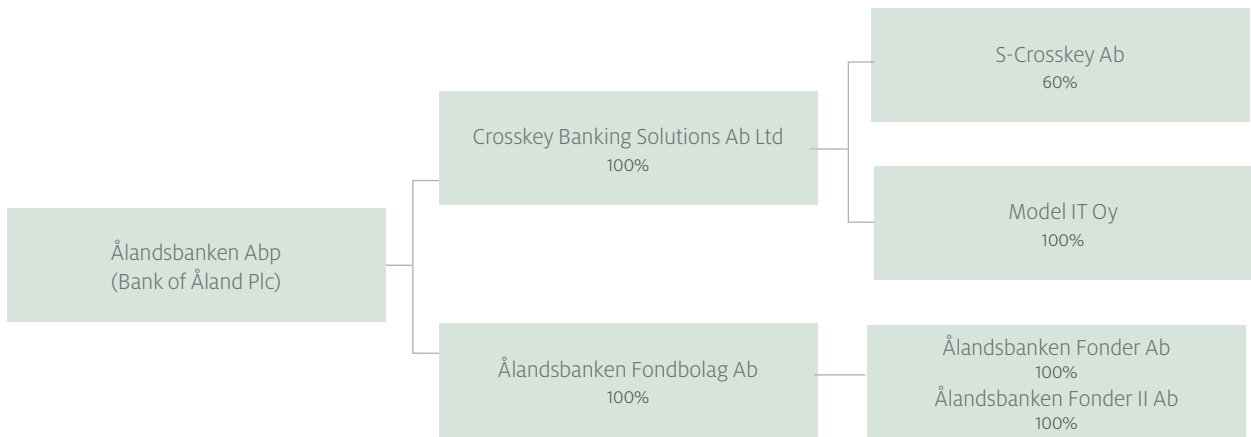 S-Crosskey Ab
60%
Crosskey Banking Solutions Ab Ltd
100%
Model IT Oy
100%
Ålandsbanken Abp
(Bank of Åland Plc)
Ålandsbanken Fondbolag Ab
100%
Ålandsbanken Fonder Ab
100%
Ålandsbanken Fonder II Ab
100%